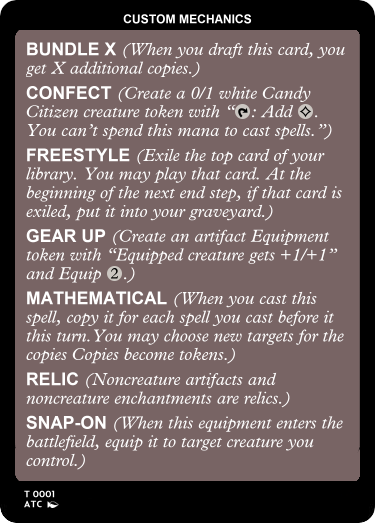 CUSTOM MECHANICS
BUNDLE X (When you draft this card, you
get X additional copies.)
CONFECT (Create a 0/1 white Candy
Citizen creature token with “: Add .
You can’t spend this mana to cast spells.”)
FREESTYLE (Exile the top card of your
library. You may play that card. At the
beginning of the next end step, if that card is
exiled, put it into your graveyard.)
GEAR UP (Create an artifact Equipment
token with “Equipped creature gets +1/+1”
and Equip 2.)
MATHEMATICAL (When you cast this
spell, copy it for each spell you cast before it
this turn.You may choose new targets for the
copies Copies become tokens.)
RELIC (Noncreature artifacts and
noncreature enchantments are relics.)
SNAP-ON (When this equipment enters the
battlefield, equip it to target creature you
control.)
T 0001
ATC